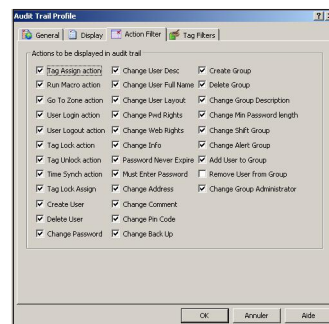 Audit Trail Profile
General
Display
Action Filter
Tag Filters
Actions to be displayed in audit trail
Tag Assign action
Change User Desc
Create Group
Run Macro action
Change User Full Name
Delete Group
Go To Zone action
Change User Layout
Change Group Description
User Login action
Change Pwd Rights
Change Min Password length
User Logout action
Change Web Rights
Change Shift Group
Tag Lock action
Change Info
Change Alert Group
Tag Unlock action
Password Never Expire
Add User to Group
Time Synch action
Must Enter Password
Remove User from Group
Tag Lock Assign
Change Address
Change Group Administrator
Create User
Change Comment
Delete User
Change Pin Code
Change Password
Change Back Up
OK
Annuler
Aide